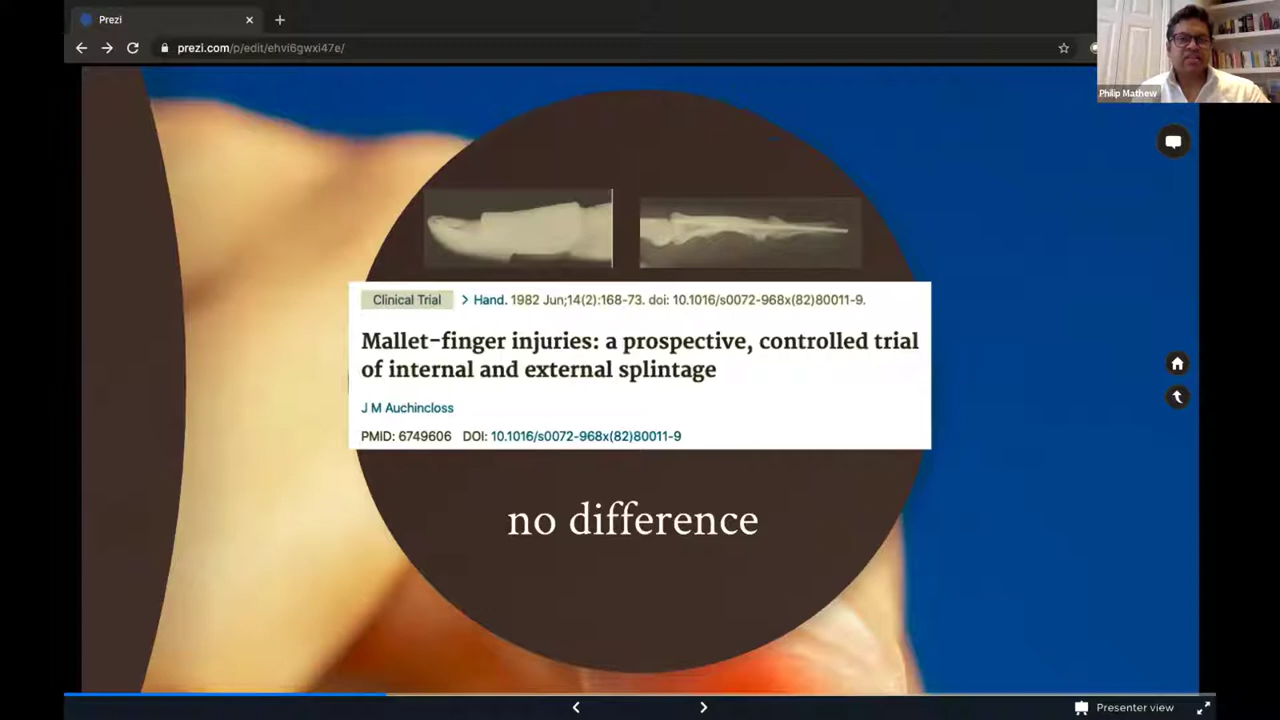 Prezi
prezi.com/p/edit/ehvi6gwxi47e/
Philip Mathew
Clinical Trial > Hand. 1982 Jun;14(2):168-73. doi: 10.1016/s0072-968x(82)80011-9.
Mallet-finger injuries: a prospective, controlled trial
of internal and external splintage
J M Auchincloss
PMID: 6749606 DOI: 10.1016/s0072-968x(82)80011-9
no difference
Presenter view